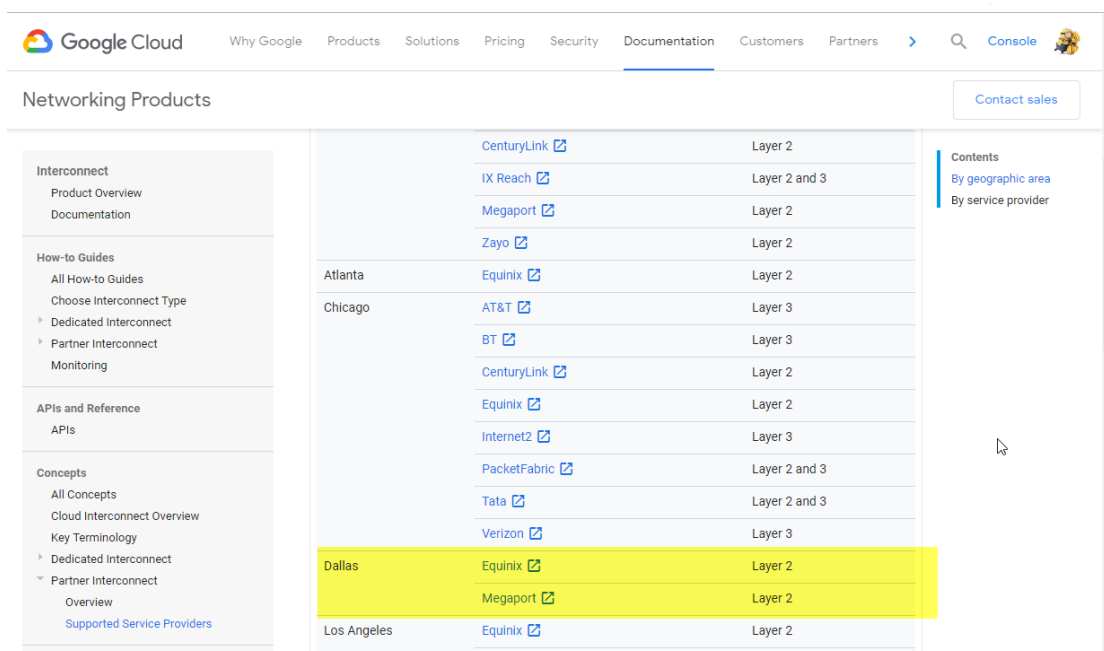 Google Cloud Why Google Products Solutions Pricing Security Documentation Customers Partners Console
Networking Products Contact sales
Interconnect
Product Overview
Documentation
How-to Guides
All How-to Guides
Choose Interconnect Type
Dedicated Interconnect
Partner Interconnect
Monitoring
APIs and Reference
APIs
Concepts
All Concepts
Cloud Interconnect Overview
Key Terminology
Dedicated Interconnect
Partner Interconnect
Overview
Supported Service Providers
CenturyLink Layer 2
IX Reach Layer 2 and 3
Megaport Layer 2
Zayo Layer 2
Atlanta Equinix Layer 2
Chicago AT&T Layer 3
BT Layer 3
CenturyLink Layer 2
Equinix Layer 2
Internet2 Layer 3
PacketFabric Layer 2 and 3
Tata Layer 2 and 3
Verizon Layer 3
Dallas Equinix Layer 2
Megaport Layer 2
Los Angeles Equinix Layer 2
Contents
By geographic area
By service provider